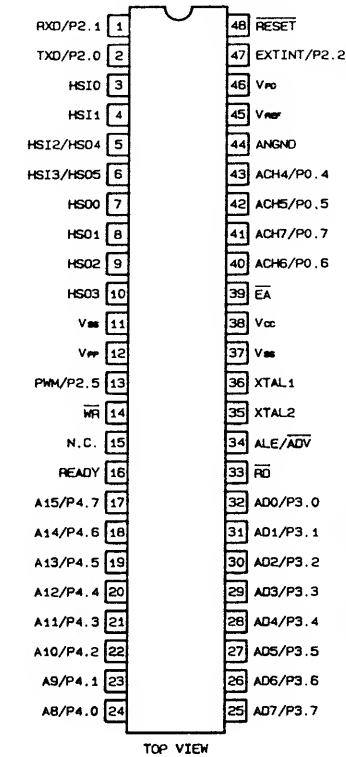 RXD/P2.1 1 48 RESET
TXD/P2.0 2 47 EXTINT/P2.2
HSI0 3 46 VPD
HSI1 4 45 VREF
HSI2/HSO4 5 44 ANGND
HSI3/HSO5 6 43 ACH4/P0.4
HSO0 7 42 ACH5/P0.5
HSO1 8 41 ACH7/P0.7
HSO2 9 40 ACH6/P0.6
HSO3 10 39 EA
VSS 11 38 VCC
VPP 12 37 VSS
PWM/P2.5 13 36 XTAL1
WR 14 35 XTAL2
N.C. 15 34 ALE/ADV
READY 16 33 RD
A15/P4.7 17 32 AD0/P3.0
A14/P4.6 18 31 AD1/P3.1
A13/P4.5 19 30 AD2/P3.2
A12/P4.4 20 29 AD3/P3.3
A11/P4.3 21 28 AD4/P3.4
A10/P4.2 22 27 AD5/P3.5
A9/P4.1 23 26 AD6/P3.6
A8/P4.0 24 25 AD7/P3.7
TOP VIEW